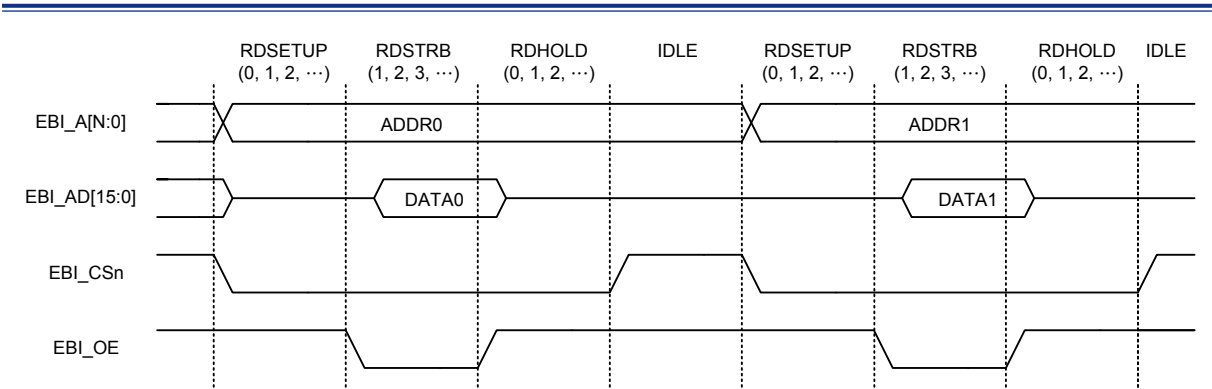 RDSETUP RDSTRB RDHOLD IDLE RDSETUP RDSTRB RDHOLD IDLE
(0, 1, 2, ⋯) (1, 2, 3, ⋯) (0, 1, 2, ⋯) (0, 1, 2, ⋯) (1, 2, 3, ⋯) (0, 1, 2, ⋯)
EBI_A[N:0] ADDR0 ADDR1
EBI_AD[15:0] DATA0 DATA1
EBI_CSn
EBI_OE